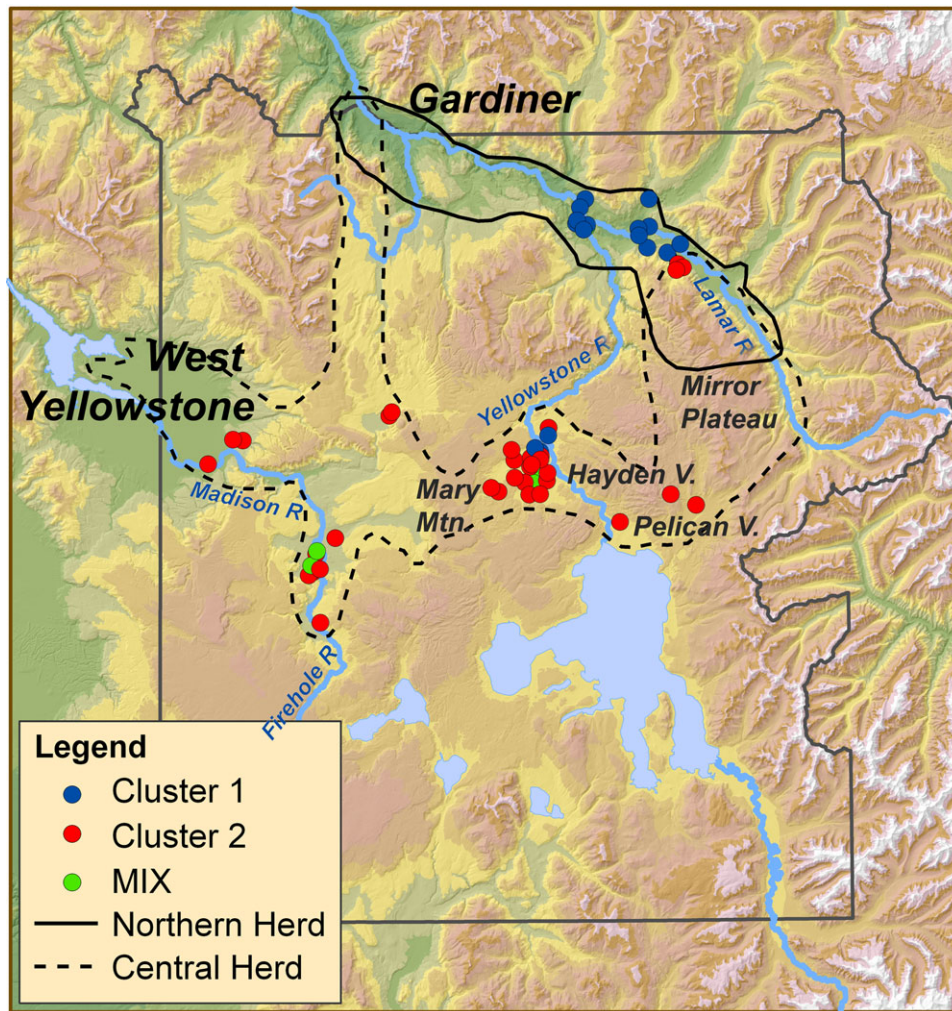 Gardiner
Lamar R
West
Yellowstone
Yellowstone R
Mirror
Plateau
Hayden V.
Mary
Mtn.
Madison R
Pelican V.
Firehole R
Legend
Cluster 1
Cluster 2
MIX
Northern Herd
Central Herd